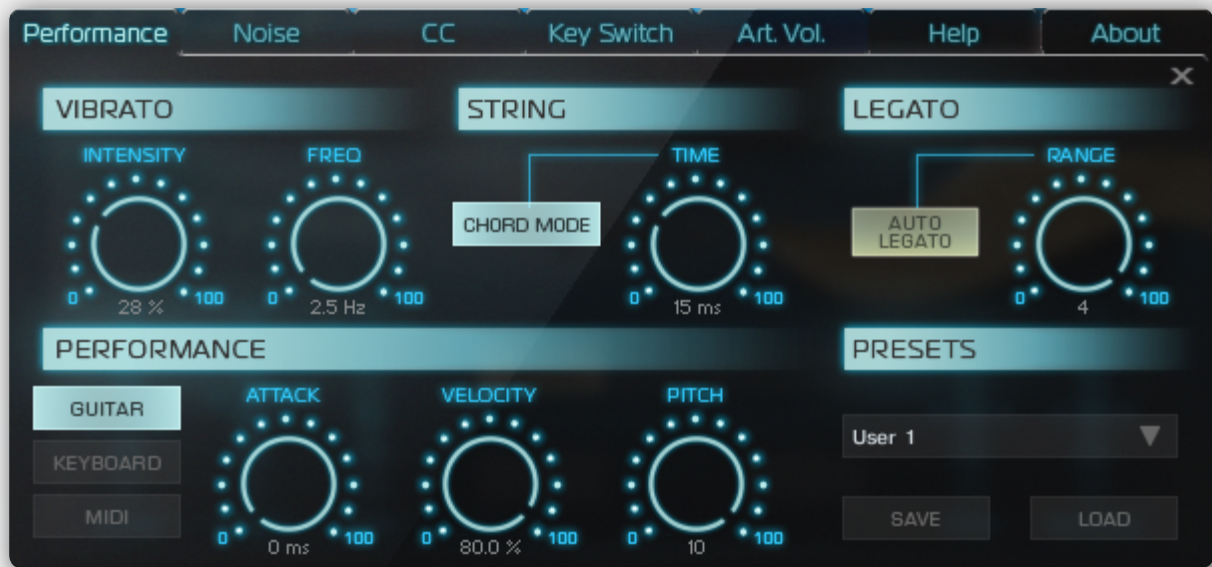 Performance Noise CC Key Switch Art. Vol. Help About
X
VIBRATO STRING LEGATO
INTENSITY FREQ TIME RANGE
CHORD MODE
AUTO
LEGATO
0 100 0 100 0 100 0 100
28 % 2.5 Hz 15 ms 4
PERFORMANCE PRESETS
GUITAR ATTACK VELOCITY PITCH
User 1
KEYBOARD
MIDI SAVE LOAD
0 100 0 100 0 100
0 ms 80.0 % 10